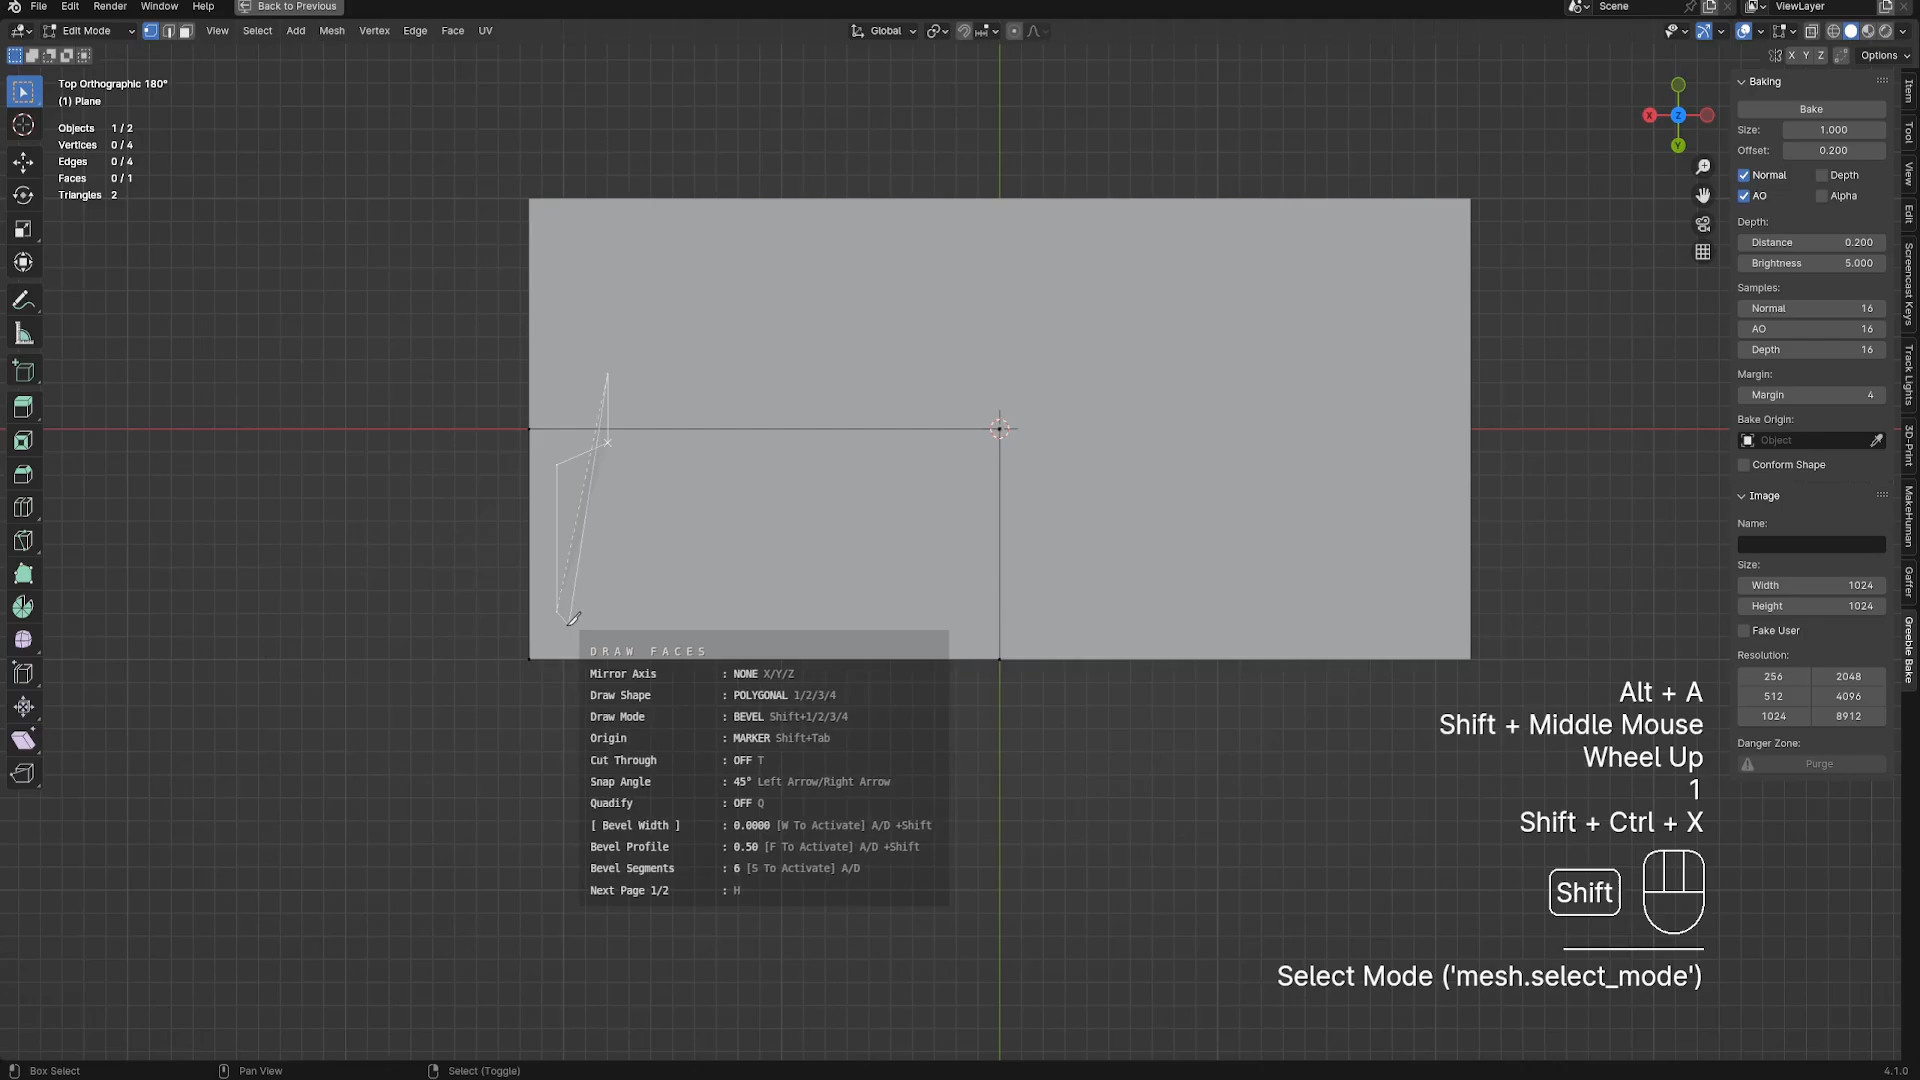 File Edit Render Window Help Back to Previous Scene ViewLayer
Edit Mode View Select Add Mesh Vertex Edge Face UV Global
X Y Z Options
Top Orthographic 180°
(1) Plane
Objects 1 / 2
Vertices 0 / 4
Edges 0 / 4
Faces 0 / 1
Triangles 2
X Z Y
Baking
Bake
Size: 1.000
Offset: 0.200
Normal Depth
AO Alpha
Depth:
Distance 0.200
Brightness 5.000
Samples:
Normal 16
AO 16
Depth 16
Margin:
Margin 4
Bake Origin:
Object
Conform Shape
Image
Name:
Size:
Width 1024
Height 1024
Fake User
Resolution:
256 2048
512 4096
1024 8912
Danger Zone:
Purge
Item
Tool
View
Edit
Screencast Keys
Track Lights
3D-Print
MakeHuman
Gaffer
Greeble Bake
DRAW FACES
Mirror Axis : NONE X/Y/Z
Draw Shape : POLYGONAL 1/2/3/4
Draw Mode : BEVEL Shift+1/2/3/4
Origin : MARKER Shift+Tab
Cut Through : OFF T
Snap Angle : 45° Left Arrow/Right Arrow
Quadify : OFF Q
[ Bevel Width ] : 0.0000 [W To Activate] A/D +Shift
Bevel Profile : 0.50 [F To Activate] A/D +Shift
Bevel Segments : 6 [S To Activate] A/D
Next Page 1/2 : H
Alt + A
Shift + Middle Mouse
Wheel Up
1
Shift + Ctrl + X
Shift
Select Mode ('mesh.select_mode')
Box Select Pan View Select (Toggle) 4.1.0